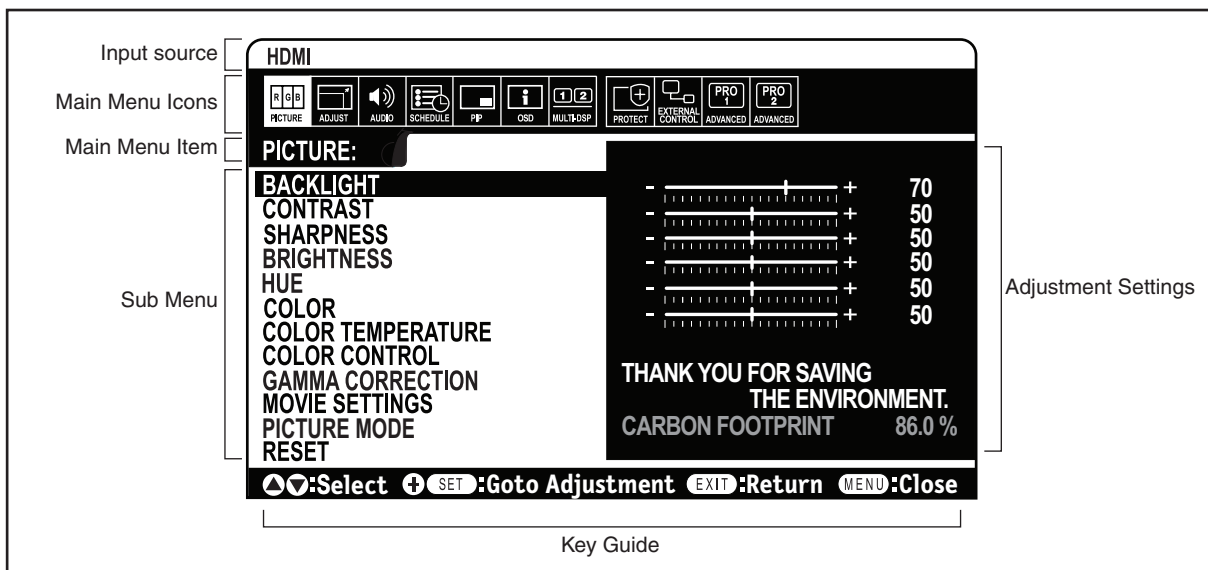 Input source
HDMI
Main Menu Icons
R G B
1 2
PRO 1
PRO 2
PICTURE ADJUST AUDIO SCHEDULE PIP OSD MULTI-DSP PROTECT EXTERNAL CONTROL ADVANCED ADVANCED
Main Menu Item
PICTURE:
Sub Menu
BACKLIGHT - + 70
CONTRAST - + 50
SHARPNESS - + 50
BRIGHTNESS - + 50
HUE - + 50
COLOR - + 50
COLOR TEMPERATURE
COLOR CONTROL
GAMMA CORRECTION
MOVIE SETTINGS
PICTURE MODE
RESET
THANK YOU FOR SAVING
THE ENVIRONMENT.
CARBON FOOTPRINT 86.0 %
Adjustment Settings
:Select + SET :Goto Adjustment EXIT :Return MENU :Close
Key Guide